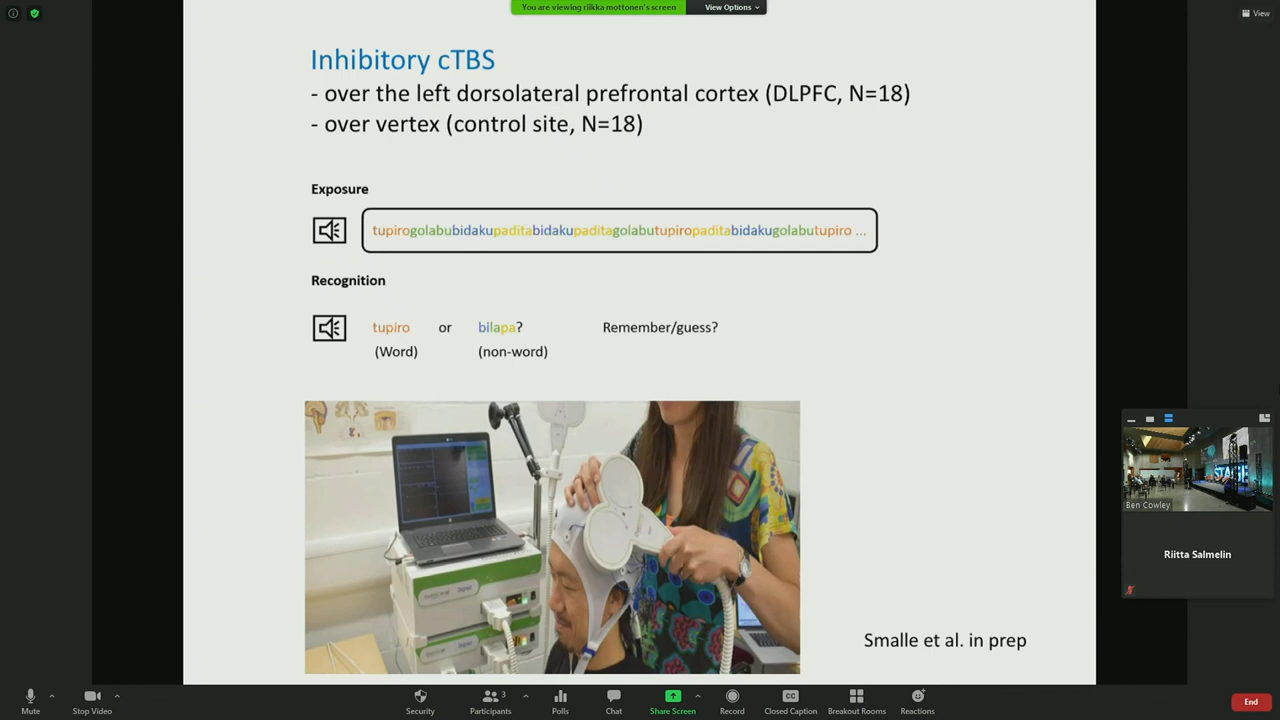 You are viewing riikka mottonen's screen
View Options
View
Inhibitory cTBS
- over the left dorsolateral prefrontal cortex (DLPFC, N=18)
- over vertex (control site, N=18)
Exposure
tupirogolabubidakupaditabidakupaditagolabutupiropaditabidakugolabutupiro ...
Recognition
tupiro or bilapa? Remember/guess?
(Word) (non-word)
Ben Cowley
Riitta Salmelin
Smalle et al. in prep
Mute
Stop Video
Security
Participants 3
Polls
Chat
Share Screen
Record
Closed Caption
Breakout Rooms
Reactions
End